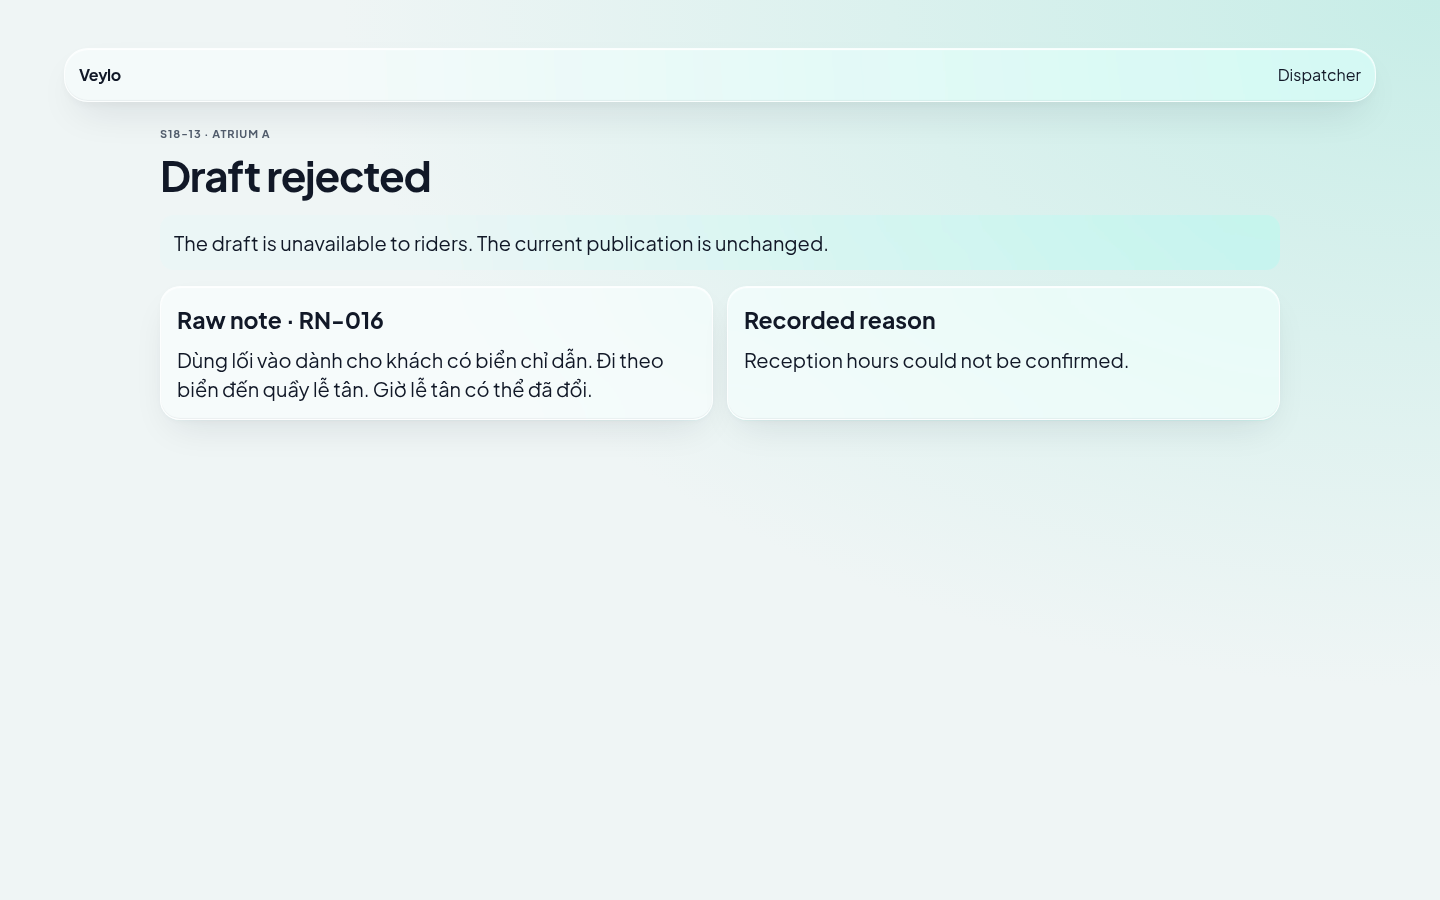 Veylo
Dispatcher
S18-13 · ATRIUM A
Draft rejected
The draft is unavailable to riders. The current publication is unchanged.
Raw note · RN-016
Dùng lối vào dành cho khách có biển chỉ dẫn. Đi theo
biển đến quầy lễ tân. Giờ lễ tân có thể đã đổi.
Recorded reason
Reception hours could not be confirmed.